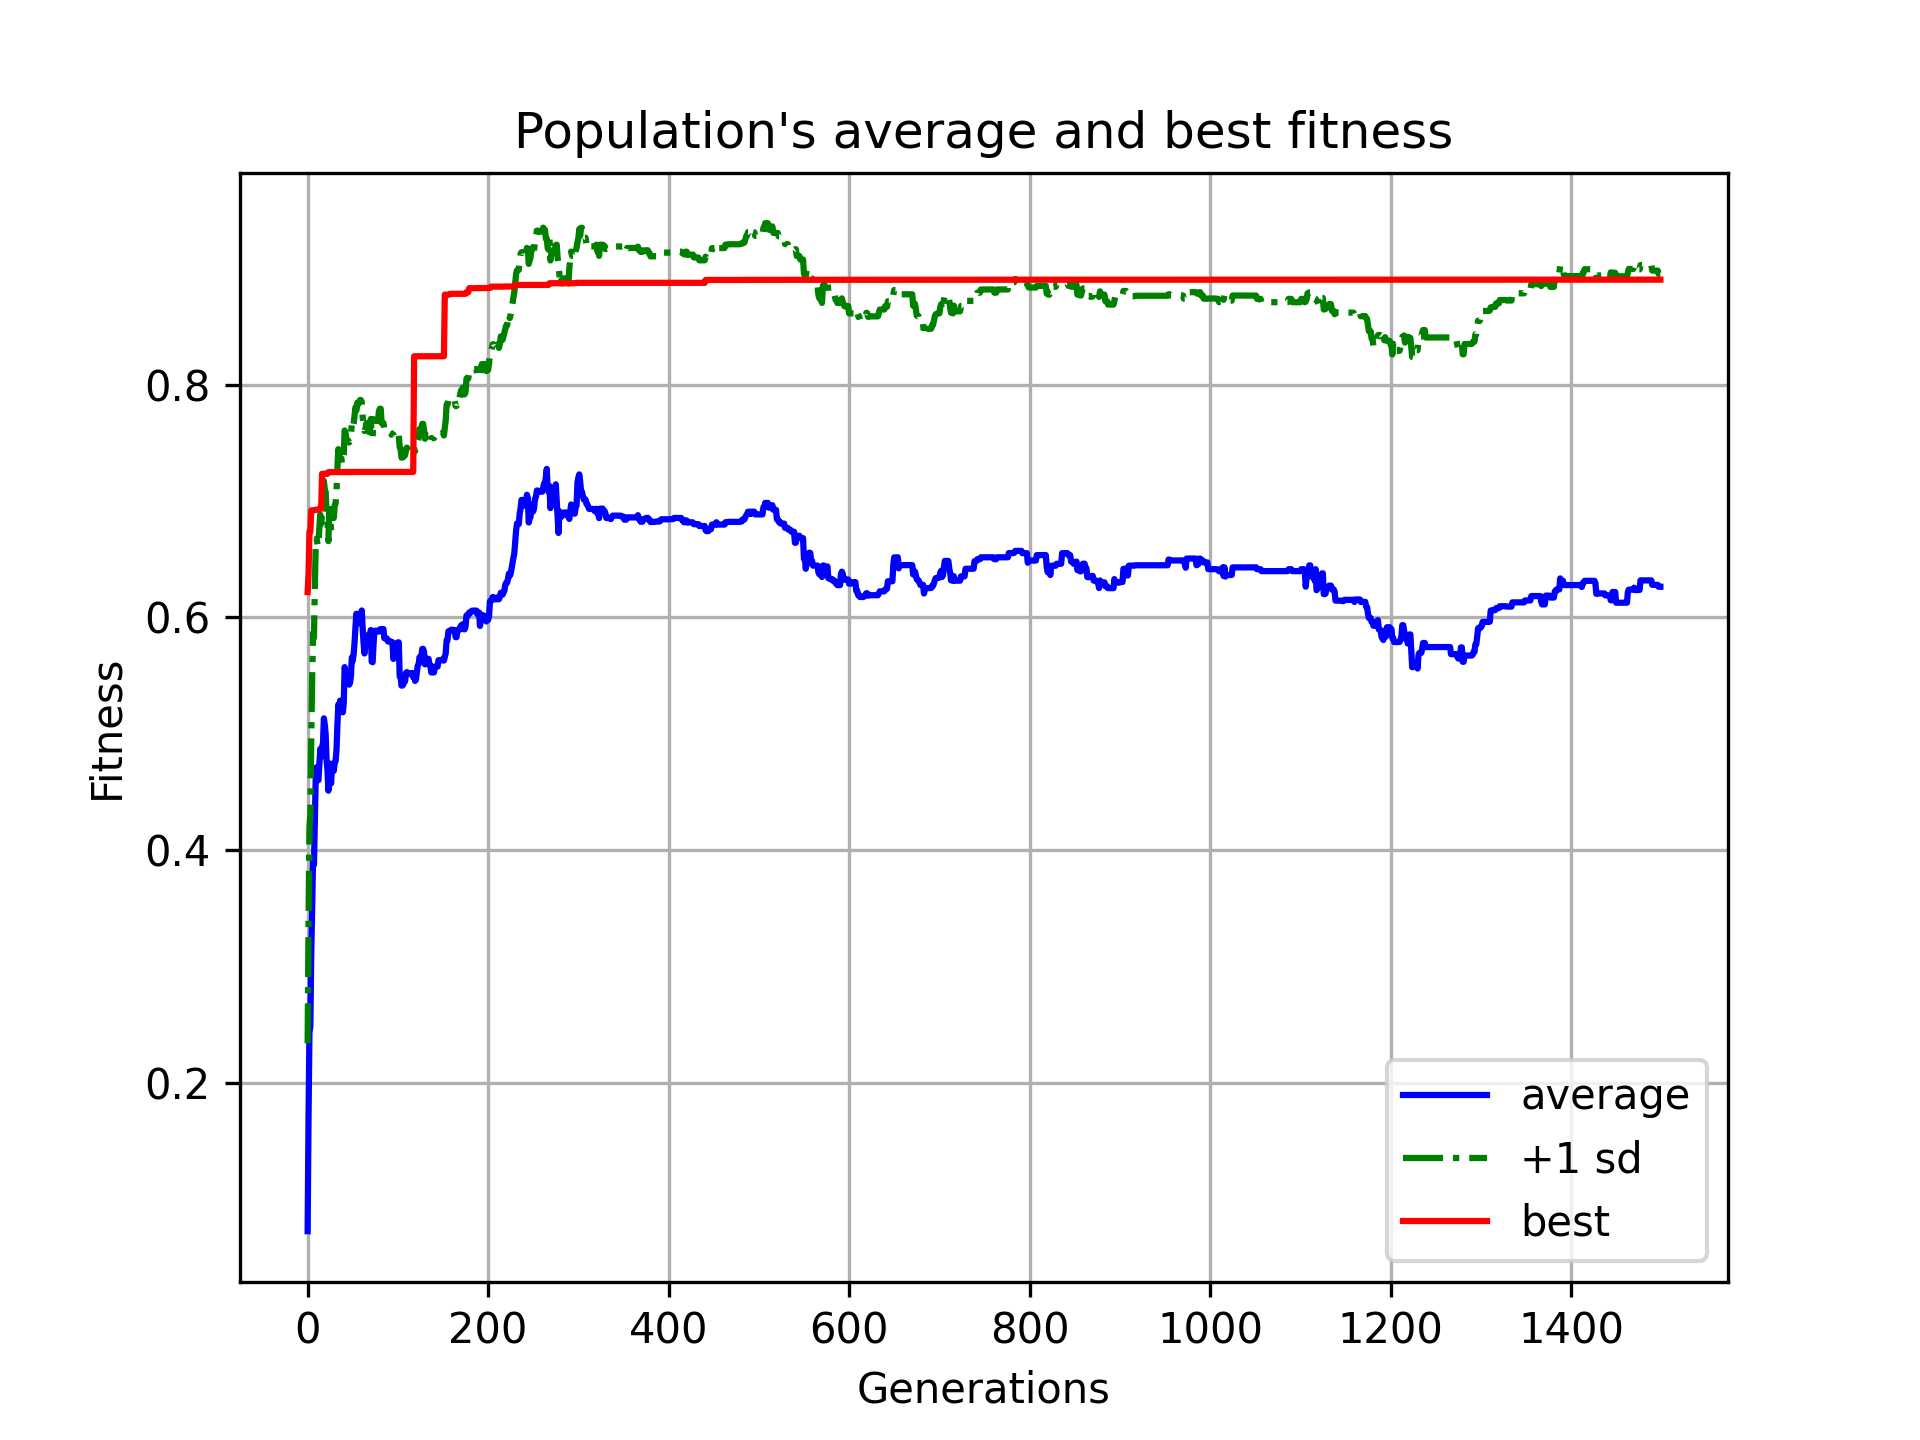 Population's average and best fitness
Fitness
0.8
0.6
0.4
0.2
0 200 400 600 800 1000 1200 1400
Generations
average
+1 sd
best